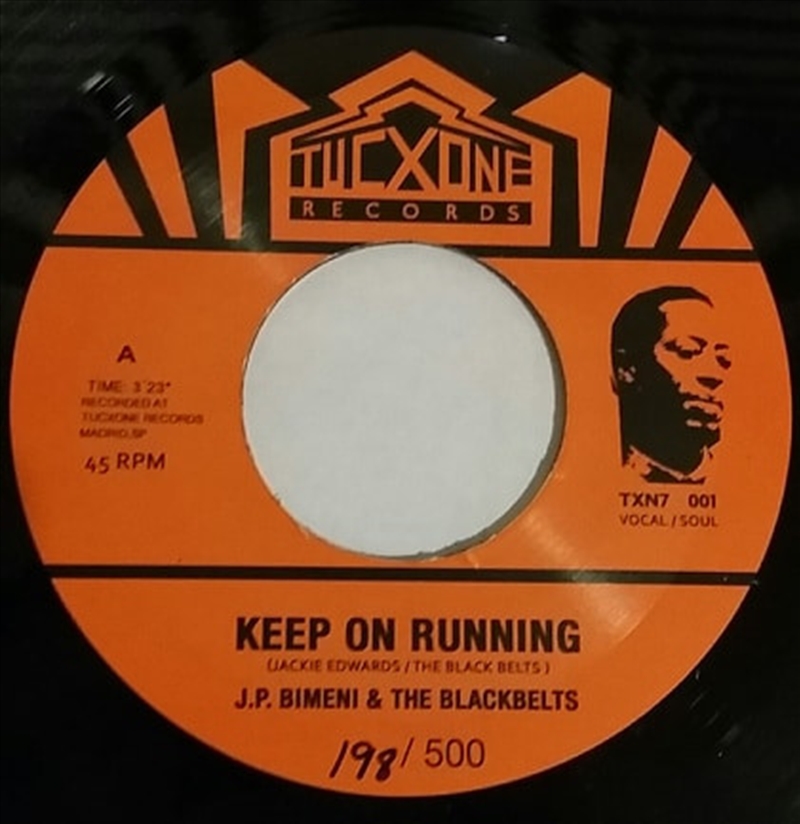 TUCXONE
RECORDS
A
TIME: 3´23"
RECORDED AT
TUCXONE RECORDS
MADRID, SP
45 RPM
TXN7 001
VOCAL / SOUL
KEEP ON RUNNING
(JACKIE EDWARDS / THE BLACK BELTS)
J.P. BIMENI & THE BLACKBELTS
198 / 500